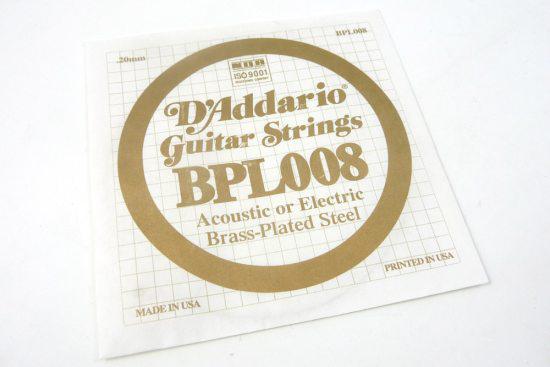 .20mm
BPL008
ISO 9001
D'Addario®
Guitar Strings
BPL008
Acoustic or Electric
Brass-Plated Steel
MADE IN USA
PRINTED IN USA